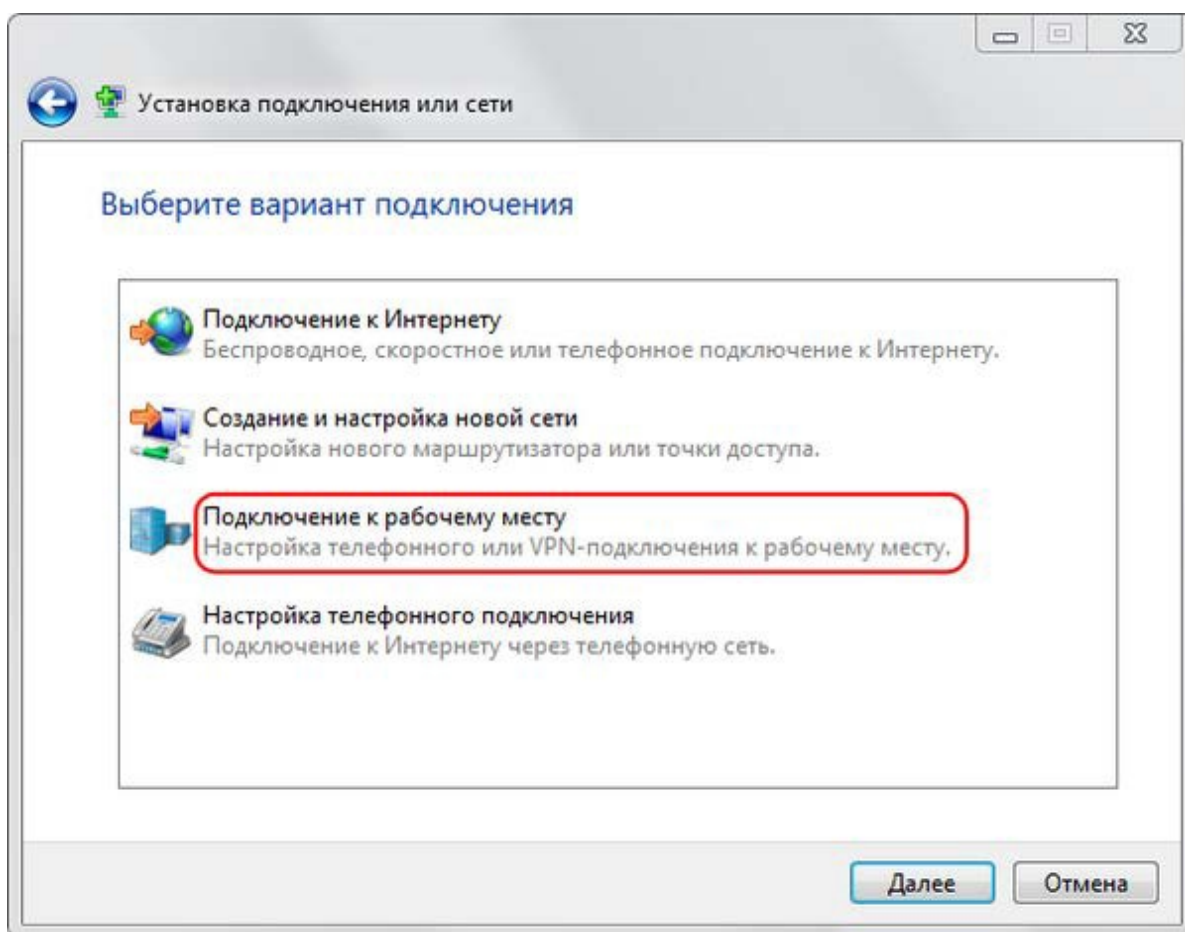 Установка подключения или сети
Выберите вариант подключения
Подключение к Интернету
Беспроводное, скоростное или телефонное подключение к Интернету.
Создание и настройка новой сети
Настройка нового маршрутизатора или точки доступа.
Подключение к рабочему месту
Настройка телефонного или VPN-подключения к рабочему месту.
Настройка телефонного подключения
Подключение к Интернету через телефонную сеть.
Далее
Отмена